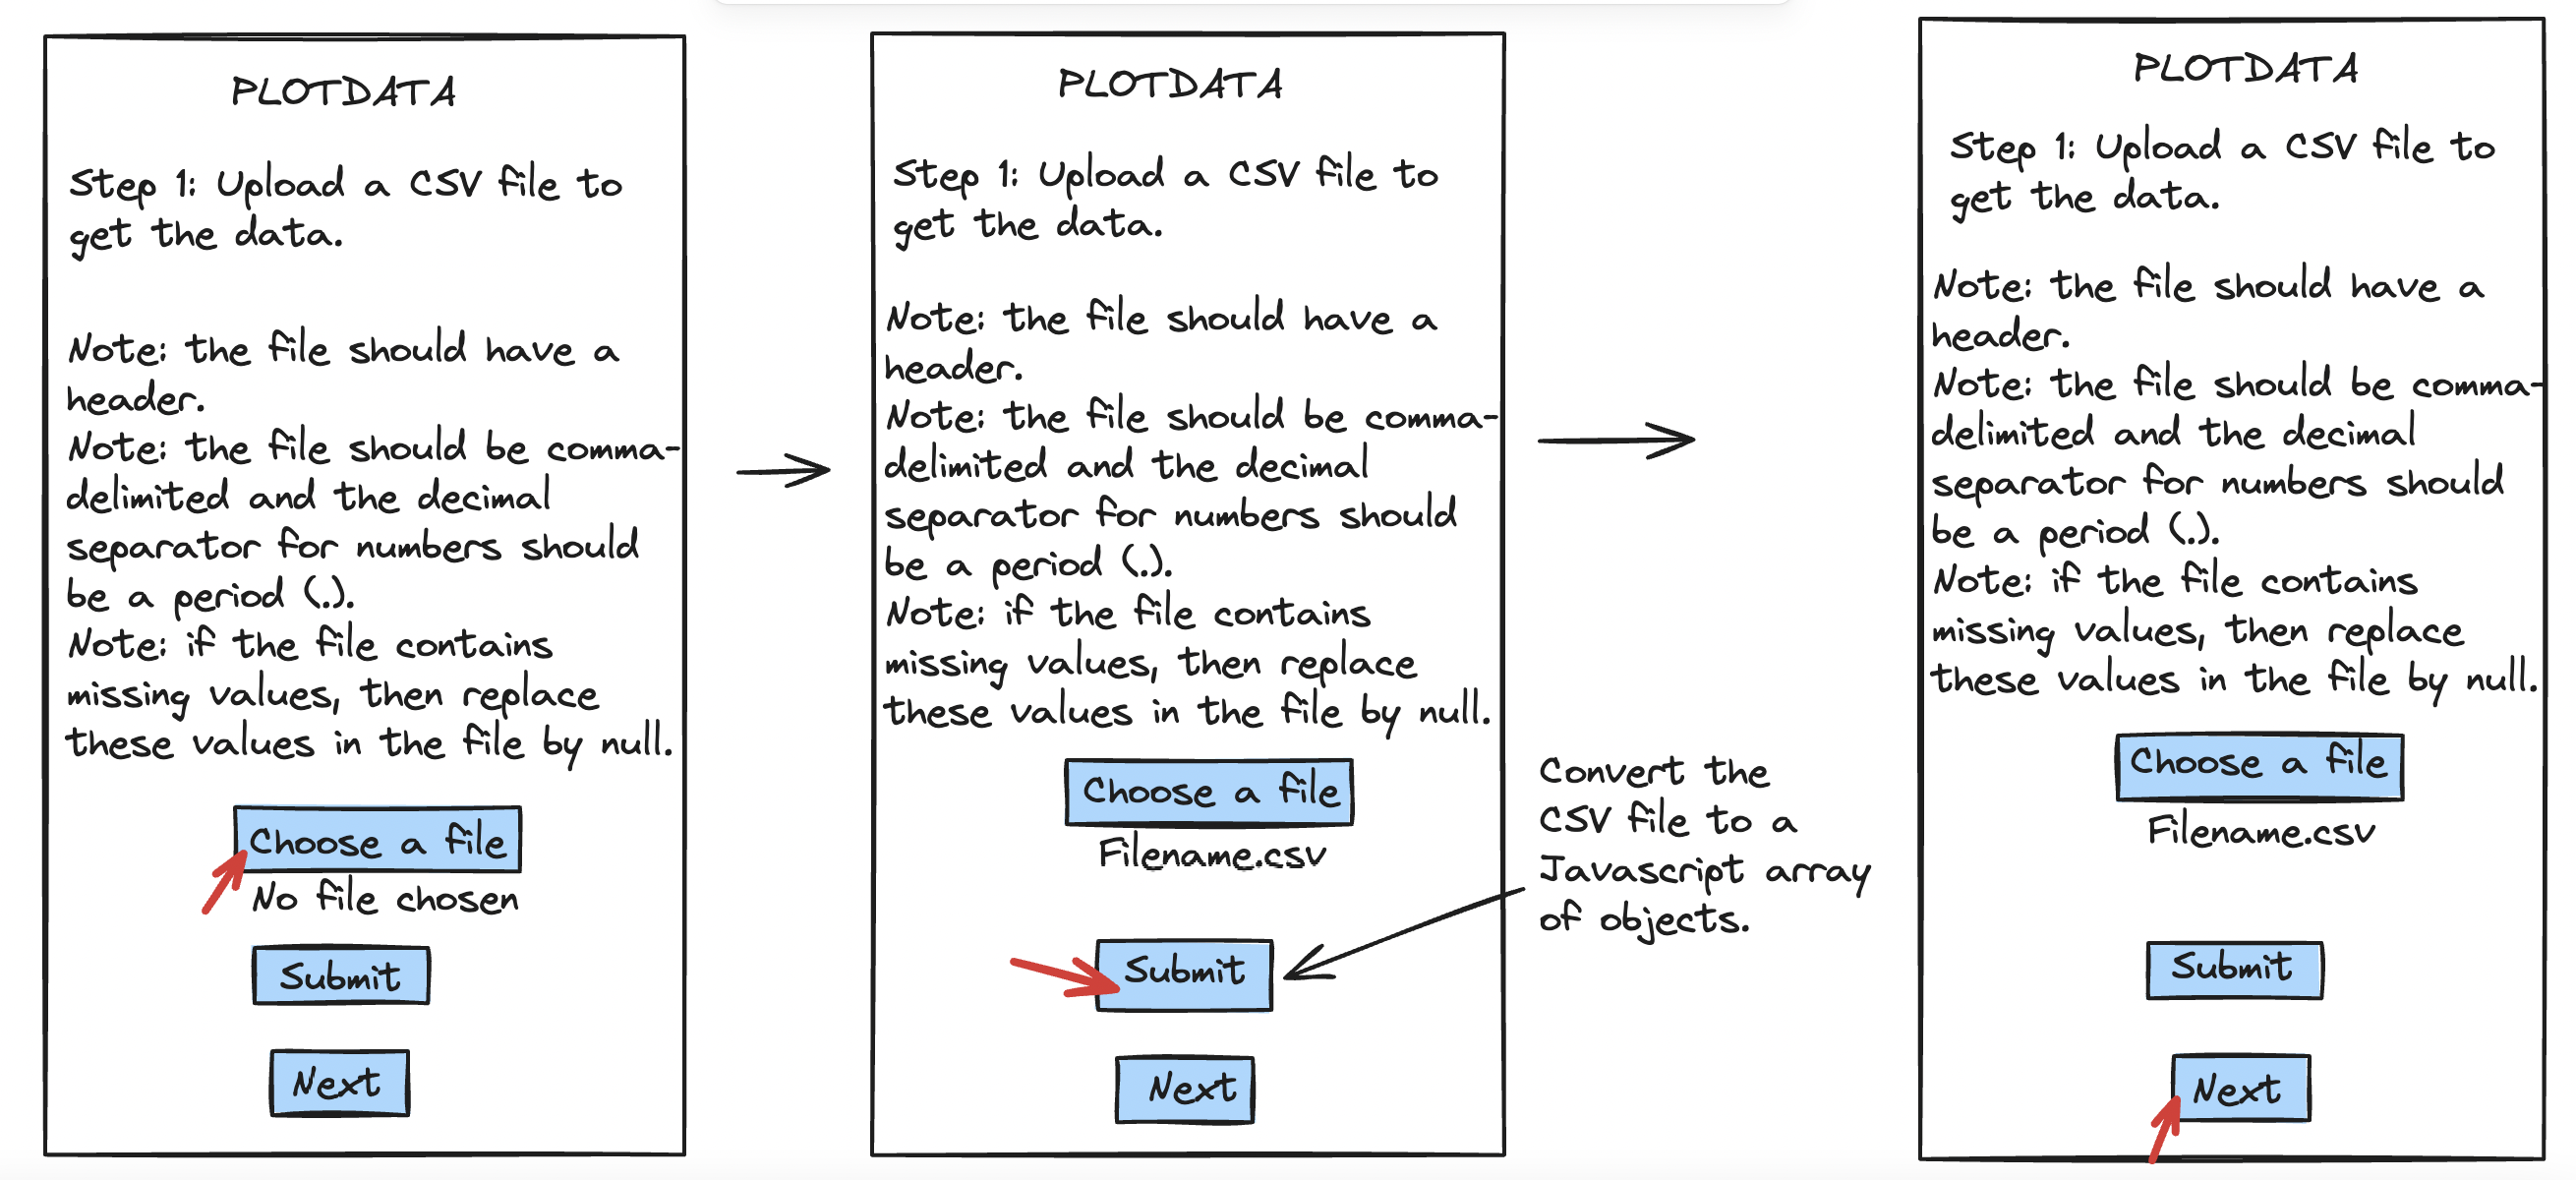 PLOTDATA
Step 1: Upload a CSV file to
get the data.
Note: the file should have a
header.
Note: the file should be comma-
delimited and the decimal
separator for numbers should
be a period (.).
Note: if the file contains
missing values, then replace
these values in the file by null.
Choose a file
No file chosen
Submit
Next
PLOTDATA
Step 1: Upload a CSV file to
get the data.
Note: the file should have a
header.
Note: the file should be comma-
delimited and the decimal
separator for numbers should
be a period (.).
Note: if the file contains
missing values, then replace
these values in the file by null.
Choose a file
Filename.csv
Submit
Next
Convert the
CSV file to a
Javascript array
of objects.
PLOTDATA
Step 1: Upload a CSV file to
get the data.
Note: the file should have a
header.
Note: the file should be comma-
delimited and the decimal
separator for numbers should
be a period (.).
Note: if the file contains
missing values, then replace
these values in the file by null.
Choose a file
Filename.csv
Submit
Next